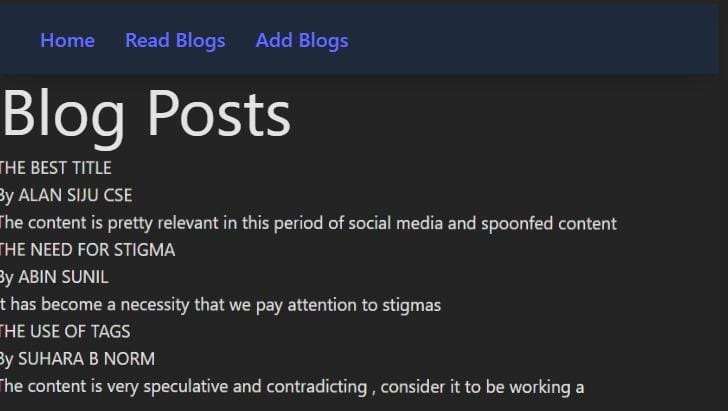 Home Read Blogs Add Blogs
Blog Posts
THE BEST TITLE
By ALAN SIJU CSE
The content is pretty relevant in this period of social media and spoonfed content
THE NEED FOR STIGMA
By ABIN SUNIL
It has become a necessity that we pay attention to stigmas
THE USE OF TAGS
By SUHARA B NORM
The content is very speculative and contradicting , consider it to be working a